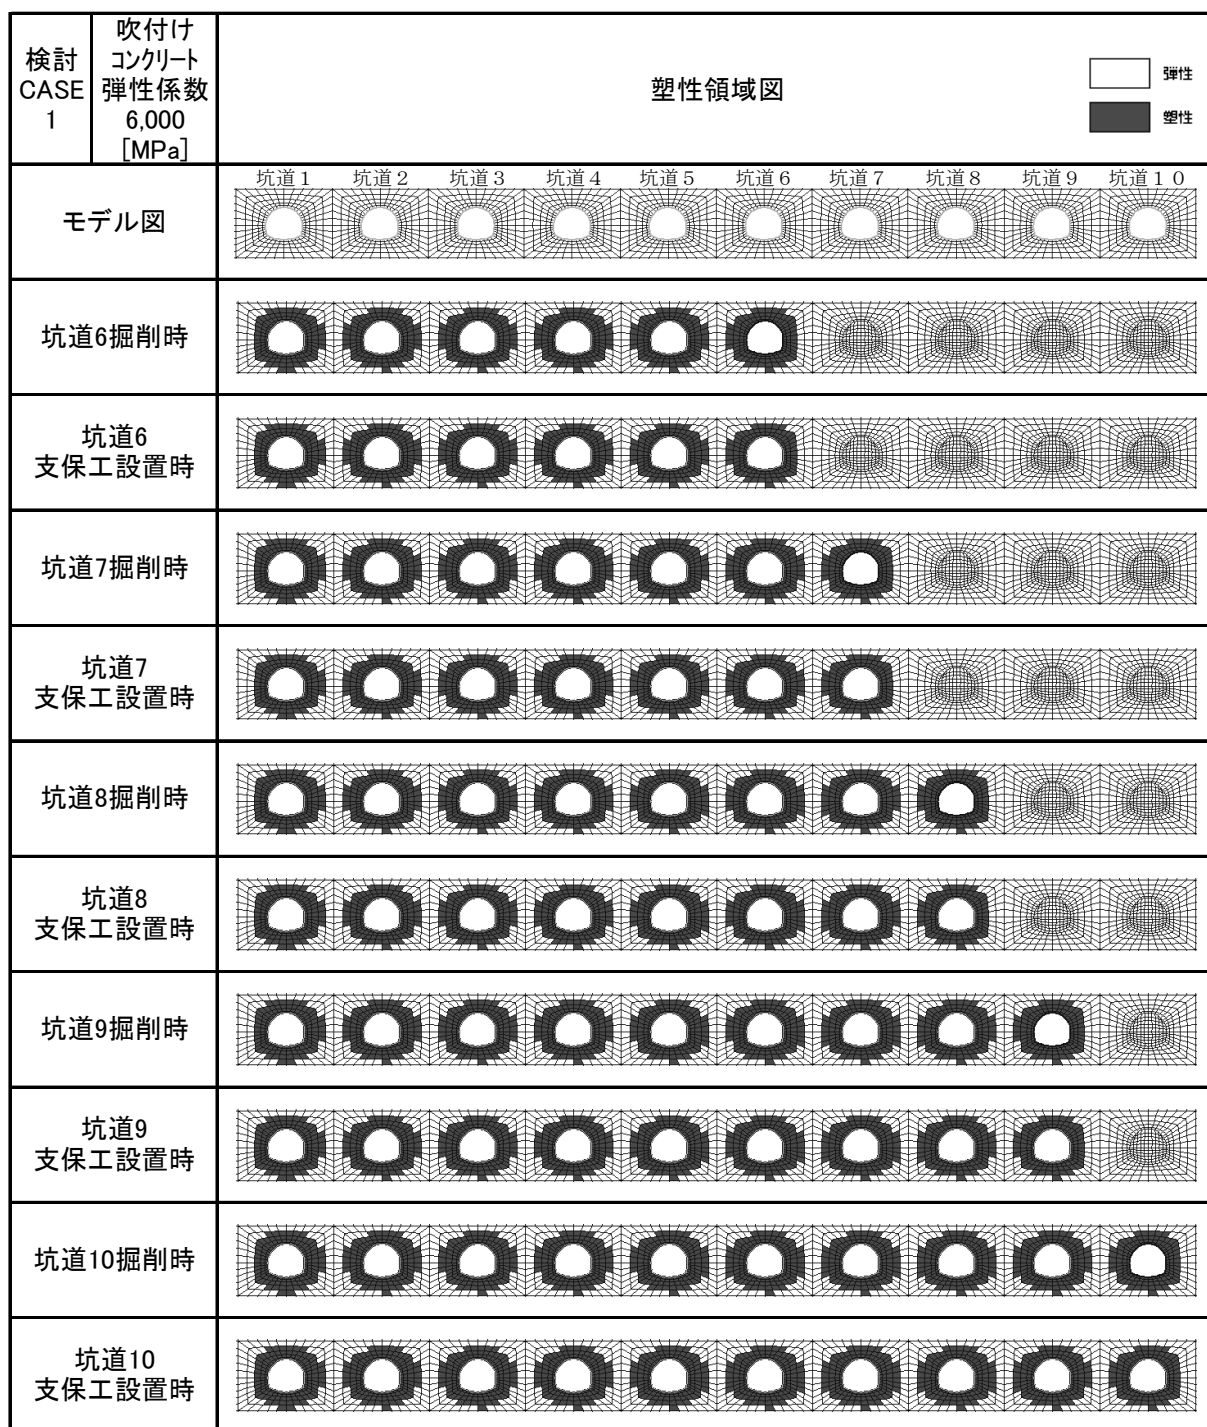 検討
CASE
1
吹付け
コンクリート
弾性係数
6,000
[MPa]
塑性領域図
弾性
塑性
モデル図
坑道1 坑道2 坑道3 坑道4 坑道5 坑道6 坑道7 坑道8 坑道9 坑道10
坑道6掘削時
坑道6
支保工設置時
坑道7掘削時
坑道7
支保工設置時
坑道8掘削時
坑道8
支保工設置時
坑道9掘削時
坑道9
支保工設置時
坑道10掘削時
坑道10
支保工設置時